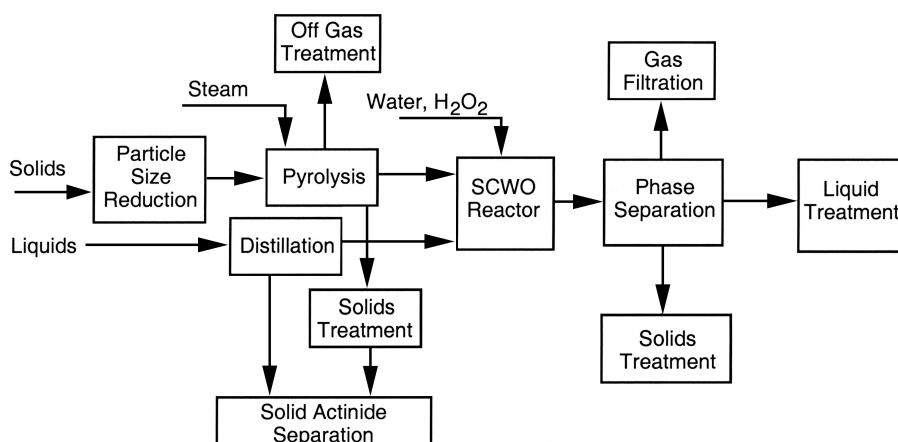 Off Gas
Treatment
Gas
Filtration
Steam
Water, H₂O₂
Solids
Particle
Size
Reduction
Pyrolysis
SCWO
Reactor
Phase
Separation
Liquid
Treatment
Liquids
Distillation
Solids
Treatment
Solids
Treatment
Solid Actinide
Separation